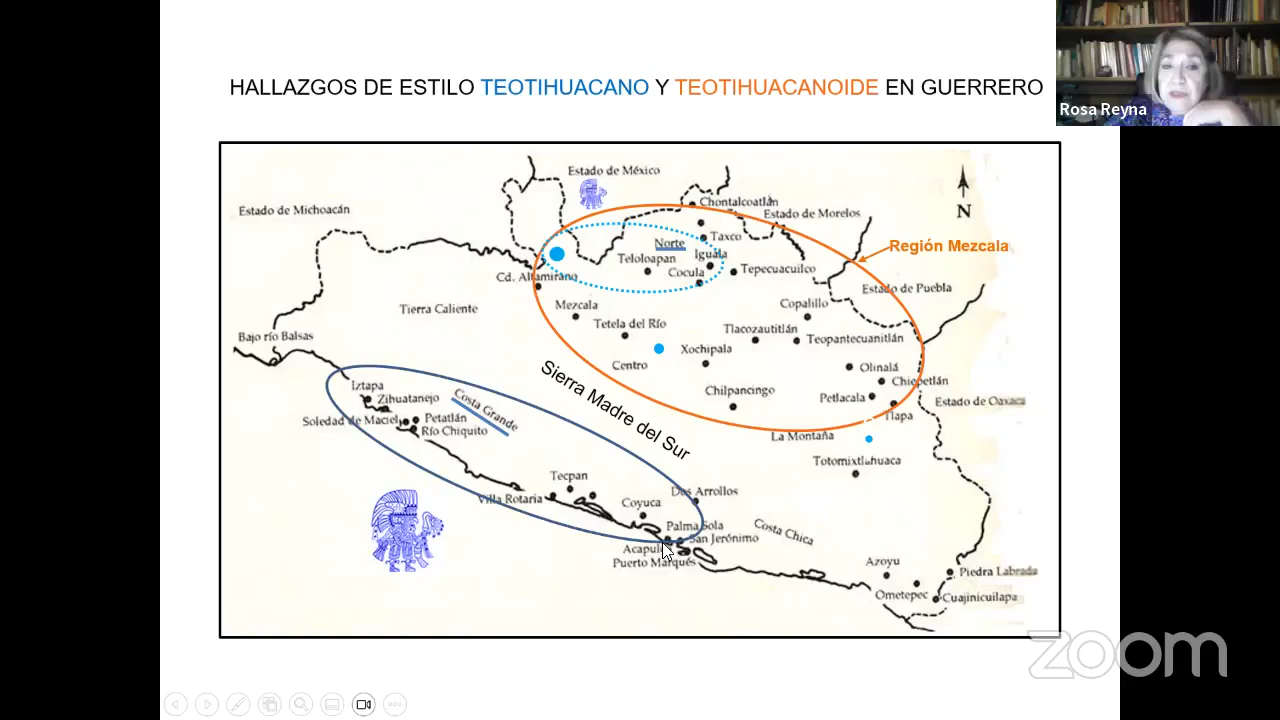 HALLAZGOS DE ESTILO TEOTIHUACANO Y TEOTIHUACANOIDE EN GUERRERO
Rosa Reyna
Estado de México
Estado de Michoacán
Chontalcoatlán
Estado de Morelos
N
Taxco
Norte
Región Mezcala
Iguala
Teloloapan
Cocula
Tepecuacuilco
Cd. Altamirano
Estado de Puebla
Mezcala
Copalillo
Tierra Caliente
Tetela del Río
Tlacozautitlán
Teopantecuanitlán
Bajo río Balsas
Xochipala
Centro
Olinalá
Sierra Madre del Sur
Chiepetlán
Iztapa
Chilpancingo
Petlacala
Zihuatanejo
Costa Grande
Estado de Oaxaca
Soledad de Maciel
Petatlán
Tlapa
Río Chiquito
La Montaña
Totomixtlahuaca
Tecpan
Dos Arrollos
Villa Rotaria
Coyuca
Palma Sola
Costa Chica
San Jerónimo
Puerto Marqués
Azoyu
Piedra Labrada
Ometepec
Cuajinicuilapa
zoom